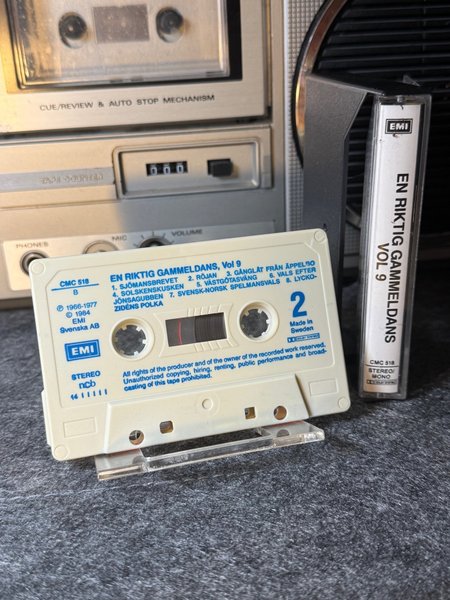 CUE/REVIEW & AUTO STOP MECHANISM
000
PHONES
MIC
VOLUME
CMC 518
B
EN RIKTIG GAMMELDANS, Vol 9
1. SJÖMANSBREVET 2. RÖJAN 3. GÅNGLÅT FRÅN ÄPPELBO
4. SOLSKENSKUSKEN 5. VÄSTGÖTASVÄNG 6. VALS EFTER
JÖNSAGUBBEN 7. SVENSK-NORSK SPELMANSVALS 8. LYCKO-
ZIDÉNS POLKA
℗ 1966-1977
© 1984
EMI
Svenska AB
EMI
STEREO
ncb
2
Made in
Sweden
All rights of the producer and of the owner of the recorded work reserved.
Unauthorized copying, hiring, renting, public performance and broad-
casting of this tape prohibited.
EMI
EN RIKTIG GAMMELDANS
VOL 9
CMC 518
STEREO/
MONO